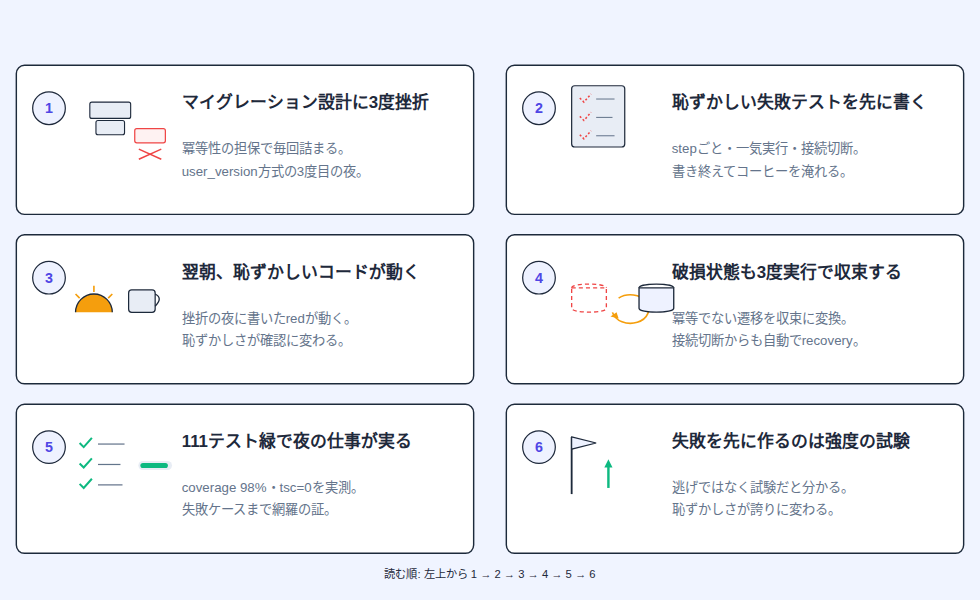 1
マイグレーション設計に3度挫折
冪等性の担保で毎回詰まる。
user_version方式の3度目の夜。
2
恥ずかしい失敗テストを先に書く
stepごと・一気実行・接続切断。
書き終えてコーヒーを淹れる。
3
翌朝、恥ずかしいコードが動く
挫折の夜に書いたredが動く。
恥ずかしさが確認に変わる。
4
破損状態も3度実行で収束する
冪等でない遷移を収束に変換。
接続切断からも自動でrecovery。
5
111テスト緑で夜の仕事が実る
coverage 98%・tsc=0を実測。
失敗ケースまで網羅の証。
6
失敗を先に作るのは強度の試験
逃げではなく試験だと分かる。
恥ずかしさが誇りに変わる。
読む順: 左上から 1 → 2 → 3 → 4 → 5 → 6